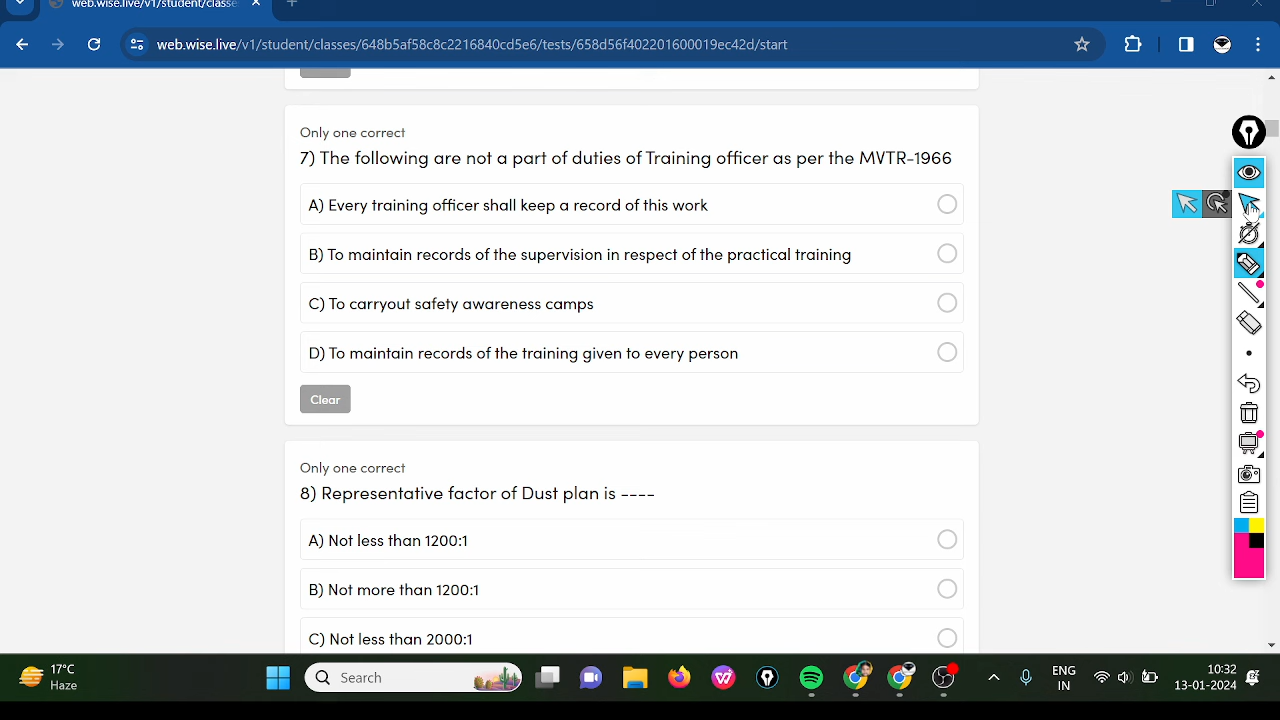 web.wise.live/v1/student/classe
web.wise.live/v1/student/classes/648b5af58c8c2216840cd5e6/tests/658d56f402201600019ec42d/start
Only one correct
7) The following are not a part of duties of Training officer as per the MVTR-1966
A) Every training officer shall keep a record of this work
B) To maintain records of the supervision in respect of the practical training
C) To carryout safety awareness camps
D) To maintain records of the training given to every person
Clear
Only one correct
8) Representative factor of Dust plan is ----
A) Not less than 1200:1
B) Not more than 1200:1
C) Not less than 2000:1
17°C
Haze
Search
ENG
IN
10:32
13-01-2024